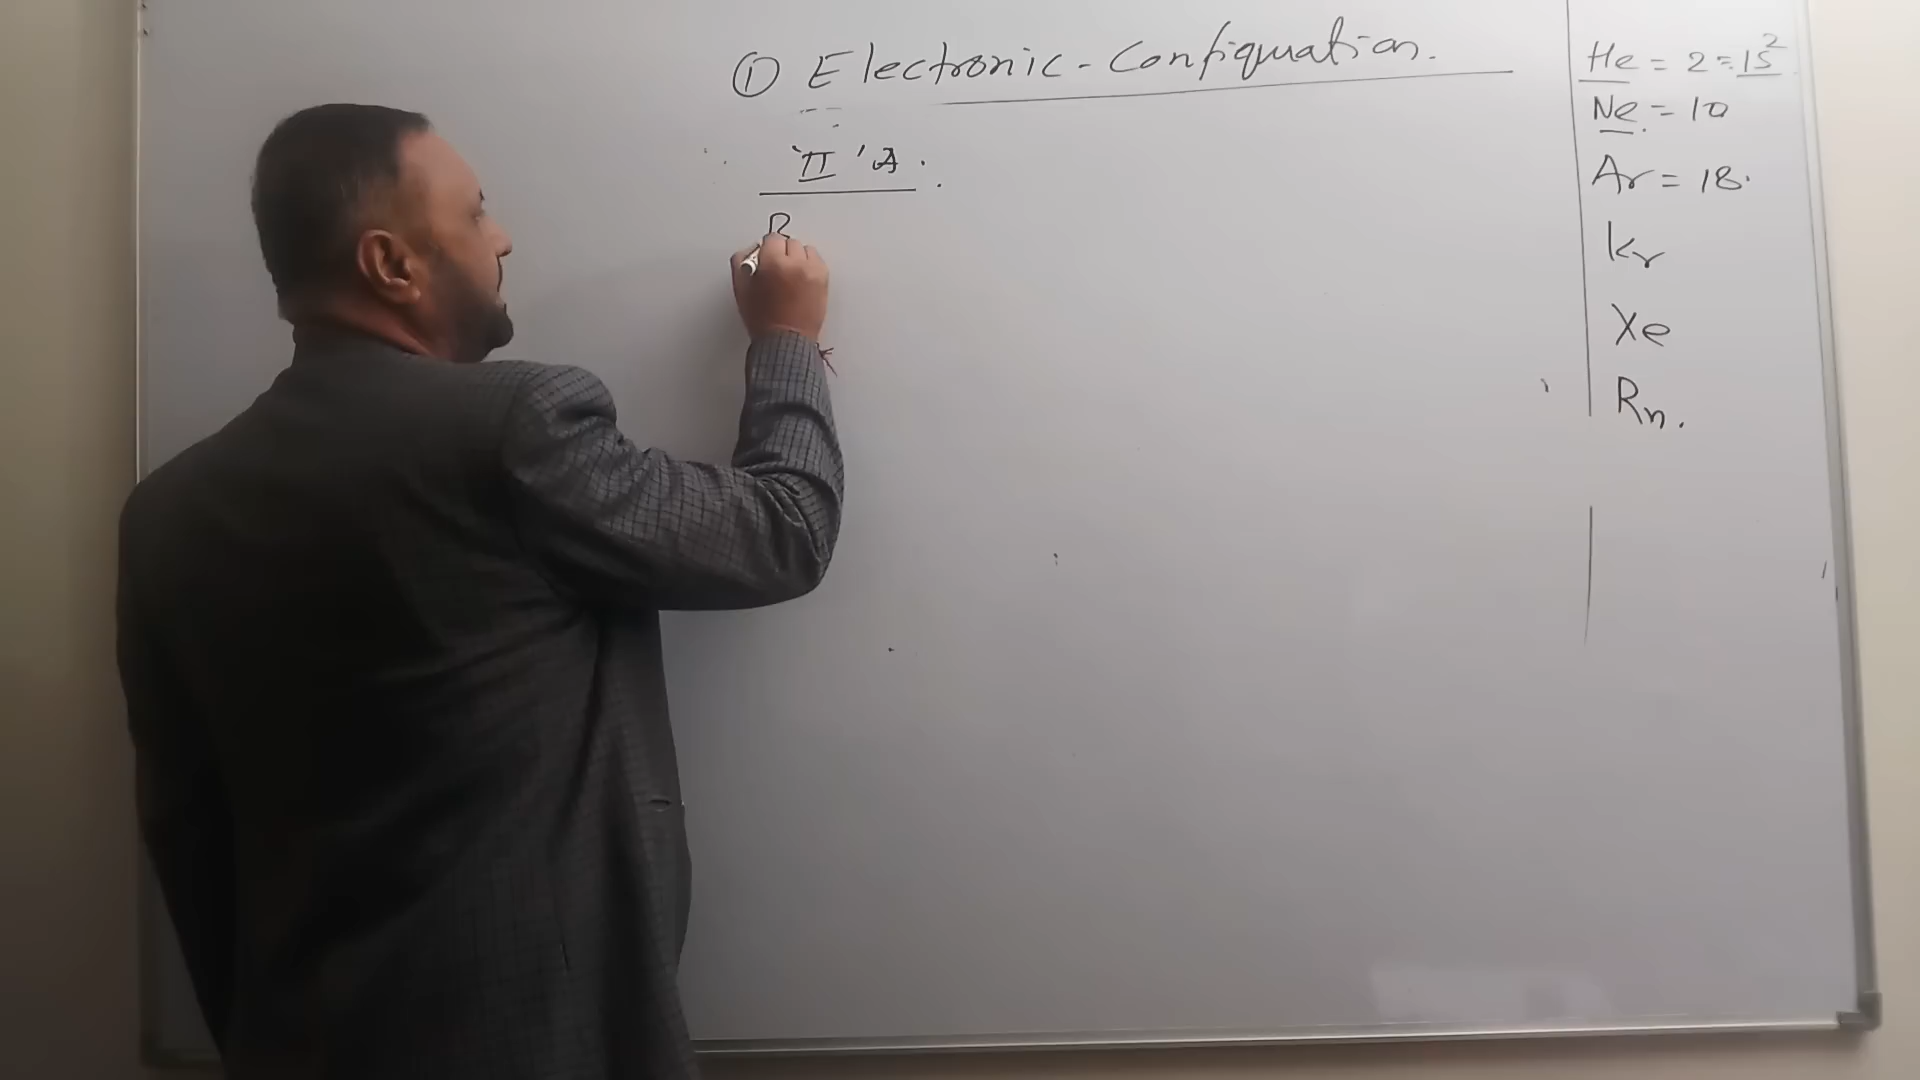 ① Electronic - Configuration.
'II' A.
B
He = 2 = 1s²
Ne = 10
Ar = 18.
Kr
Xe
Rn.